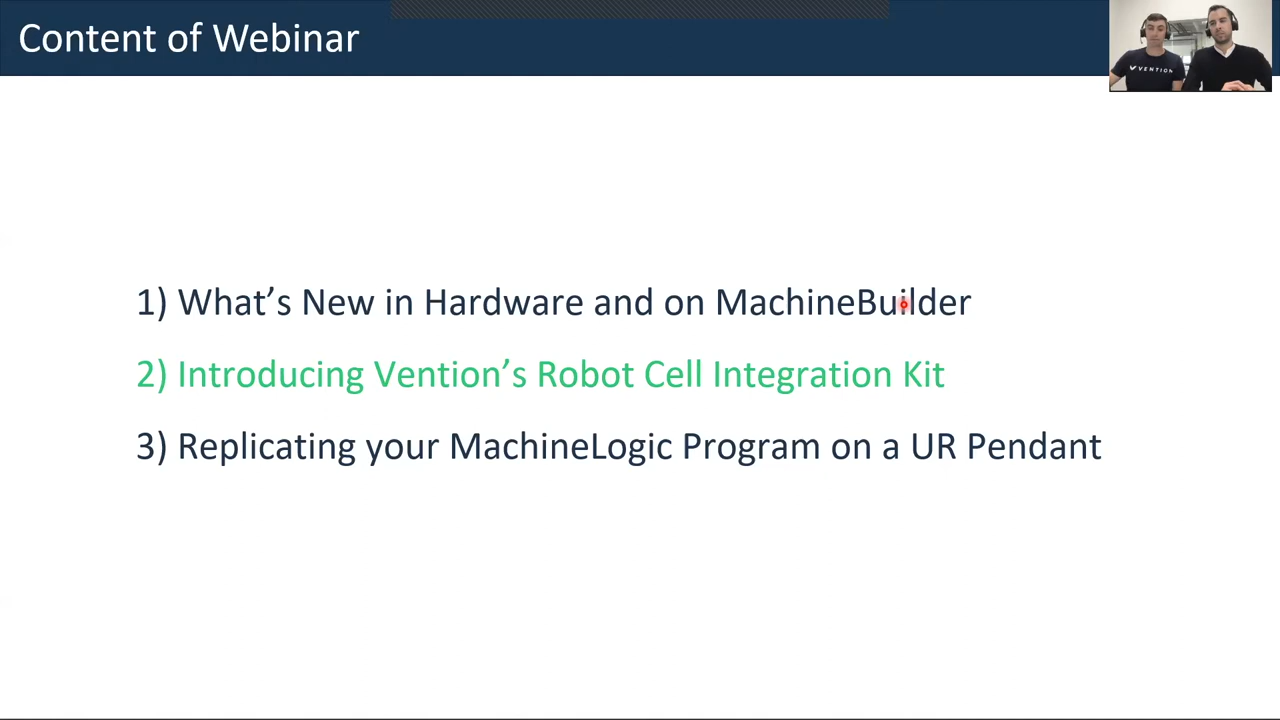 Content of Webinar
VENTION
1) What's New in Hardware and on MachineBuilder
2) Introducing Vention's Robot Cell Integration Kit
3) Replicating your MachineLogic Program on a UR Pendant